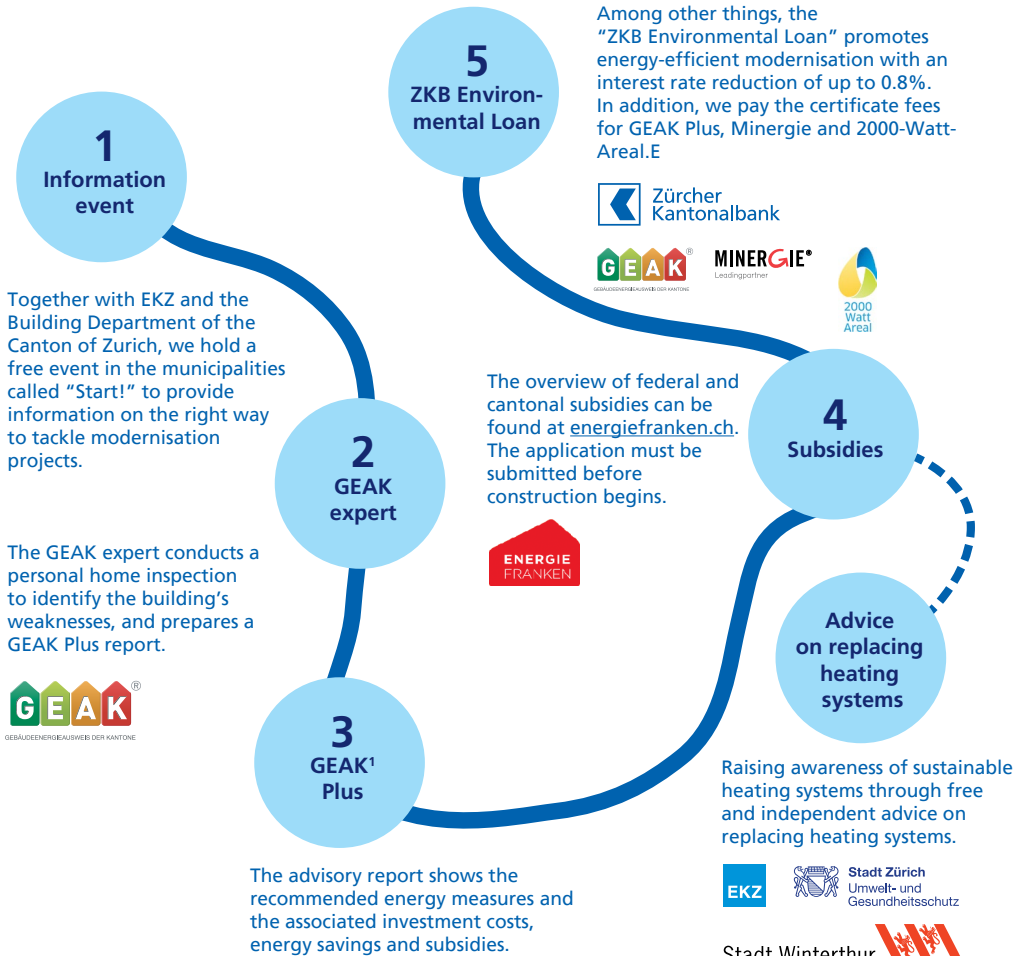 1
Information
event
Together with EKZ and the
Building Department of the
Canton of Zurich, we hold a
free event in the municipalities
called “Start!” to provide
information on the right way
to tackle modernisation
projects.
2
GEAK
expert
The GEAK expert conducts a
personal home inspection
to identify the building’s
weaknesses, and prepares a
GEAK Plus report.
GEAK®
GEBÄUDEENERGIEAUSWEIS DER KANTONE
3
GEAK¹
Plus
The advisory report shows the
recommended energy measures and
the associated investment costs,
energy savings and subsidies.
4
Subsidies
The overview of federal and
cantonal subsidies can be
found at energiefranken.ch.
The application must be
submitted before
construction begins.
ENERGIE
FRANKEN
Advice
on replacing
heating
systems
Raising awareness of sustainable
heating systems through free
and independent advice on
replacing heating systems.
EKZ
Stadt Zürich
Umwelt- und
Gesundheitsschutz
Stadt Winterthur
5
ZKB Environ-
mental Loan
Among other things, the
“ZKB Environmental Loan” promotes
energy-efficient modernisation with an
interest rate reduction of up to 0.8%.
In addition, we pay the certificate fees
for GEAK Plus, Minergie and 2000-Watt-
Areal.E
Zürcher
Kantonalbank
GEAK®
GEBÄUDEENERGIEAUSWEIS DER KANTONE
MINERGIE®
Leadingpartner
2000
Watt
Areal